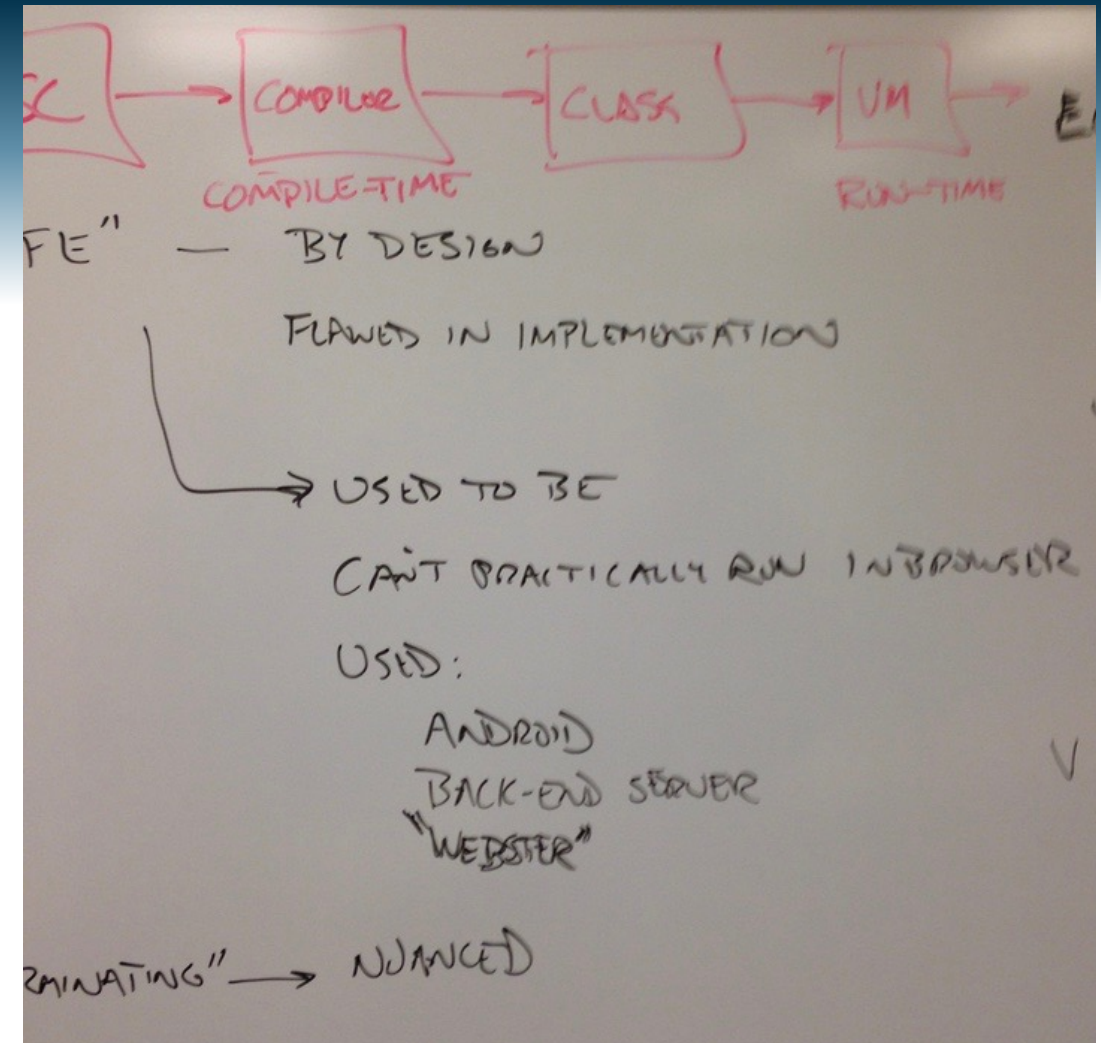 COMPILER CLASS VM
COMPILE-TIME RUN-TIME
FE" — BY DESIGN
FLAWED IN IMPLEMENTATION
USED TO BE
CAN'T PRACTICALLY RUN IN BROWSER
USED:
ANDROID
BACK-END SERVER
"WEBSTER"
RMINATING" → NUANCED